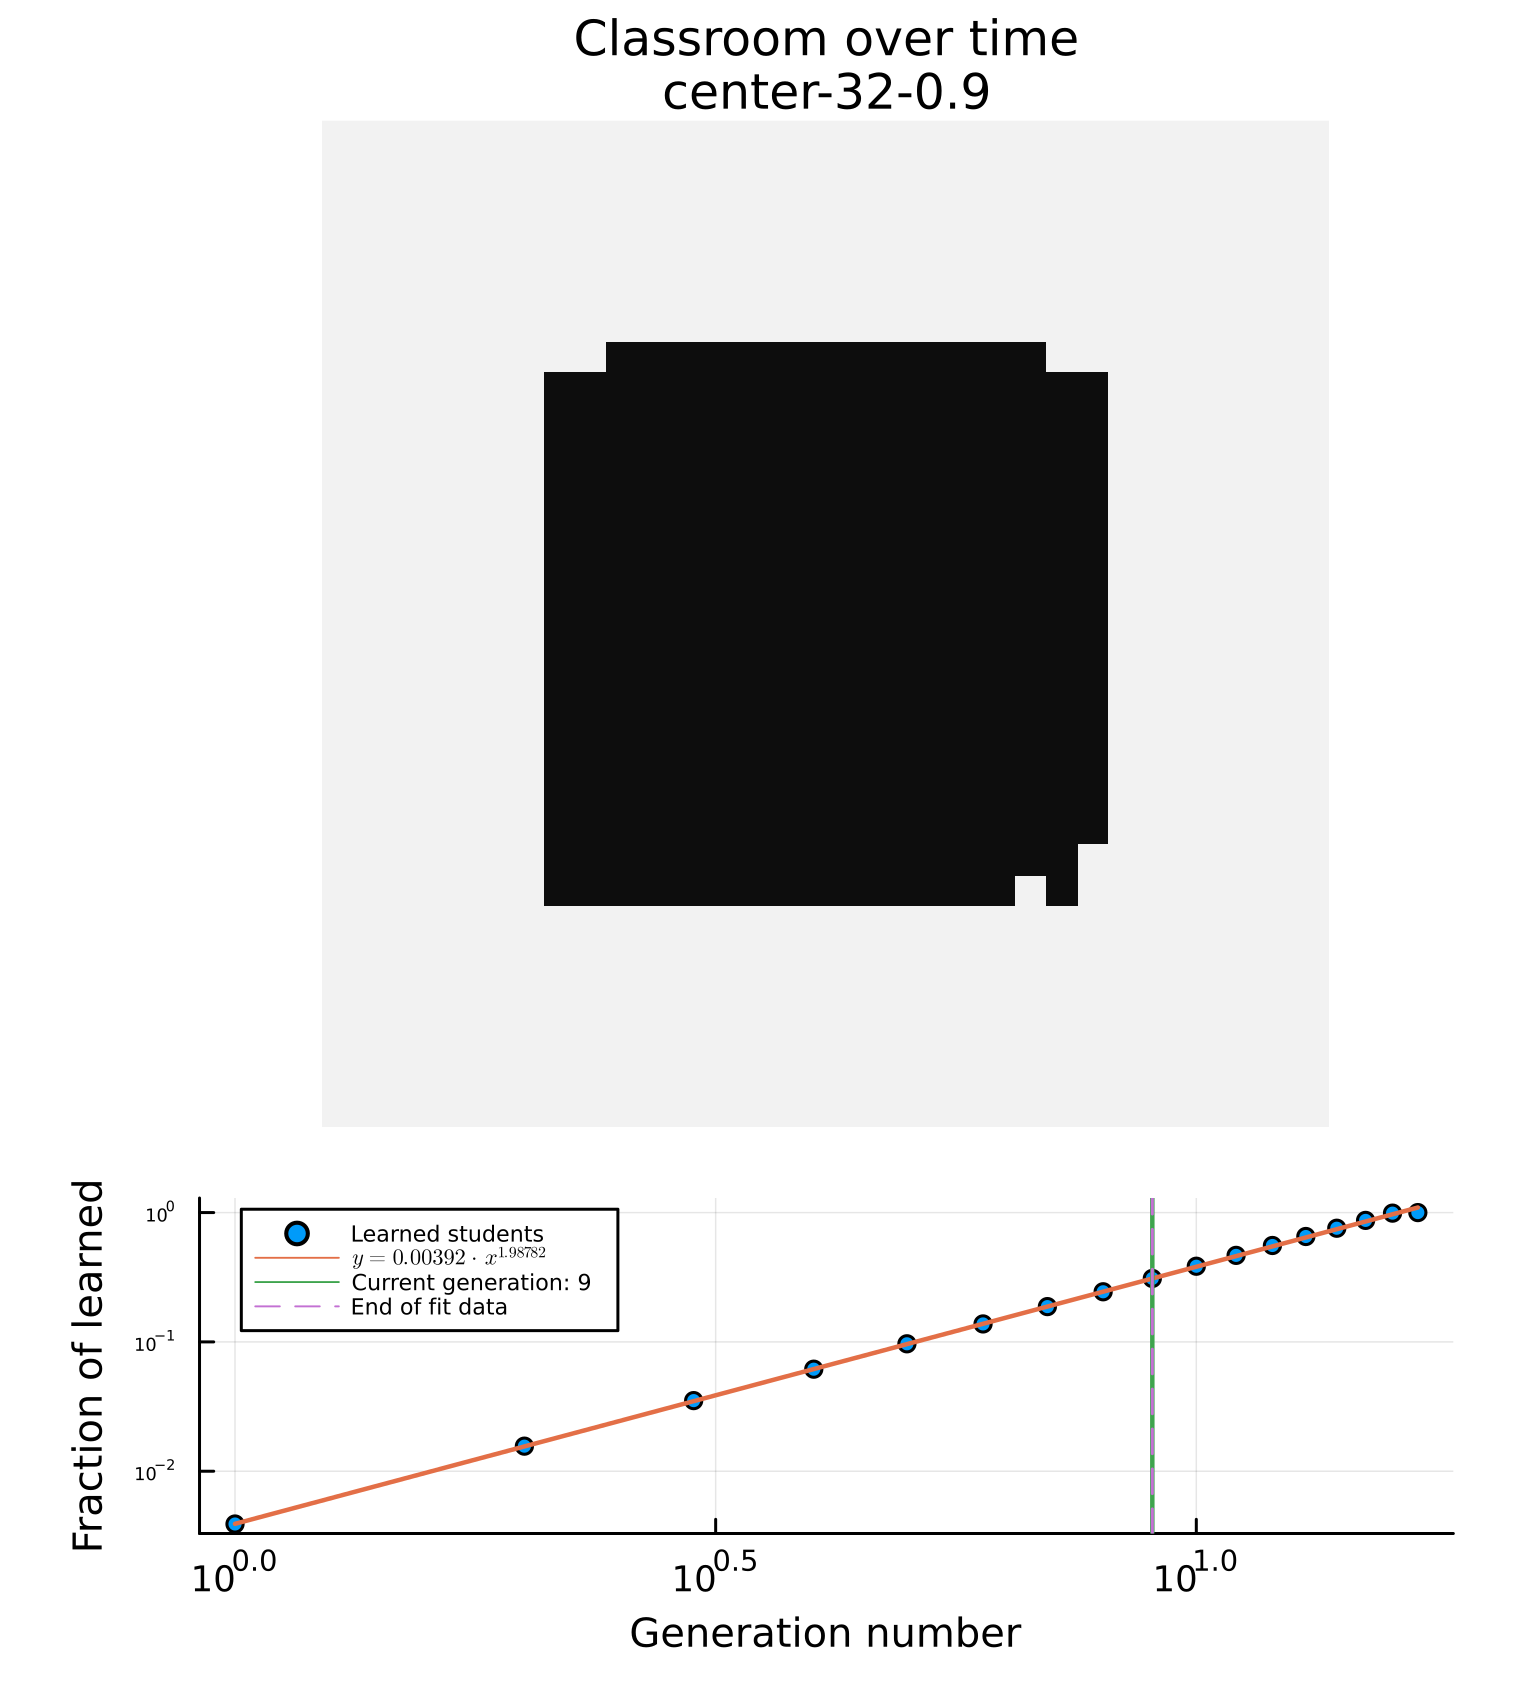 Classroom over time
center-32-0.9
Fraction of learned
10⁰
10⁻¹
10⁻²
Learned students
y = 0.00392 · x^1.98782
Current generation: 9
End of fit data
10^0.0 10^0.5 10^1.0
Generation number